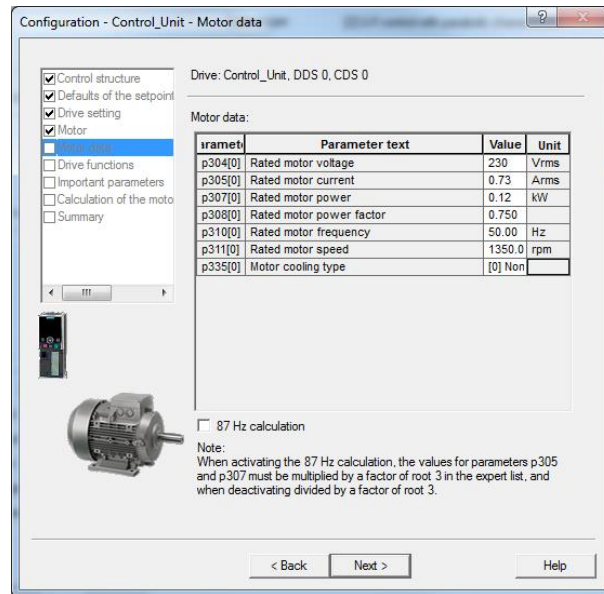 Configuration - Control_Unit - Motor data
?
Control structure
Defaults of the setpoint
Drive setting
Motor
Motor data
Drive functions
Important parameters
Calculation of the moto
Summary
Drive: Control_Unit, DDS 0, CDS 0
Motor data:
aramet Parameter text Value Unit
p304[0] Rated motor voltage 230 Vrms
p305[0] Rated motor current 0.73 Arms
p307[0] Rated motor power 0.12 kW
p308[0] Rated motor power factor 0.750
p310[0] Rated motor frequency 50.00 Hz
p311[0] Rated motor speed 1350.0 rpm
p335[0] Motor cooling type [0] Non
87 Hz calculation
Note:
When activating the 87 Hz calculation, the values for parameters p305
and p307 must be multiplied by a factor of root 3 in the expert list, and
when deactivating divided by a factor of root 3.
< Back Next > Help